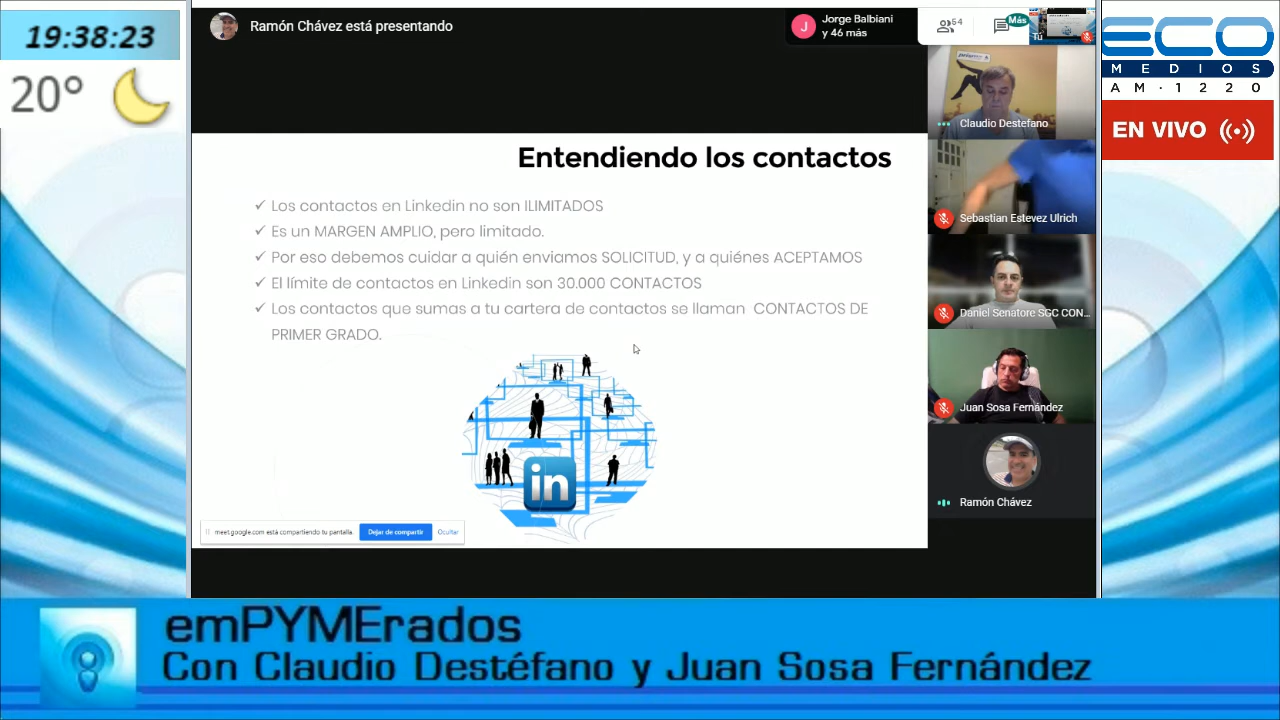 19:38:23
20°
Ramón Chávez está presentando
J
Jorge Balbiani
y 46 más
54
Más
Tú
ECO
MEDIOS
AM·1220
EN VIVO
Claudio Destefano
Sebastian Estevez Ulrich
Daniel Senatore SGC CON...
Juan Sosa Fernández
Ramón Chávez
Entendiendo los contactos
✓ Los contactos en Linkedin no son ILIMITADOS
✓ Es un MARGEN AMPLIO, pero limitado.
✓ Por eso debemos cuidar a quién enviamos SOLICITUD, y a quiénes ACEPTAMOS
✓ El límite de contactos en Linkedin son 30.000 CONTACTOS
✓ Los contactos que sumas a tu cartera de contactos se llaman CONTACTOS DE
PRIMER GRADO.
in
meet.google.com está compartiendo tu pantalla.
Dejar de compartir
Ocultar
emPYMErados
Con Claudio Destéfano y Juan Sosa Fernández